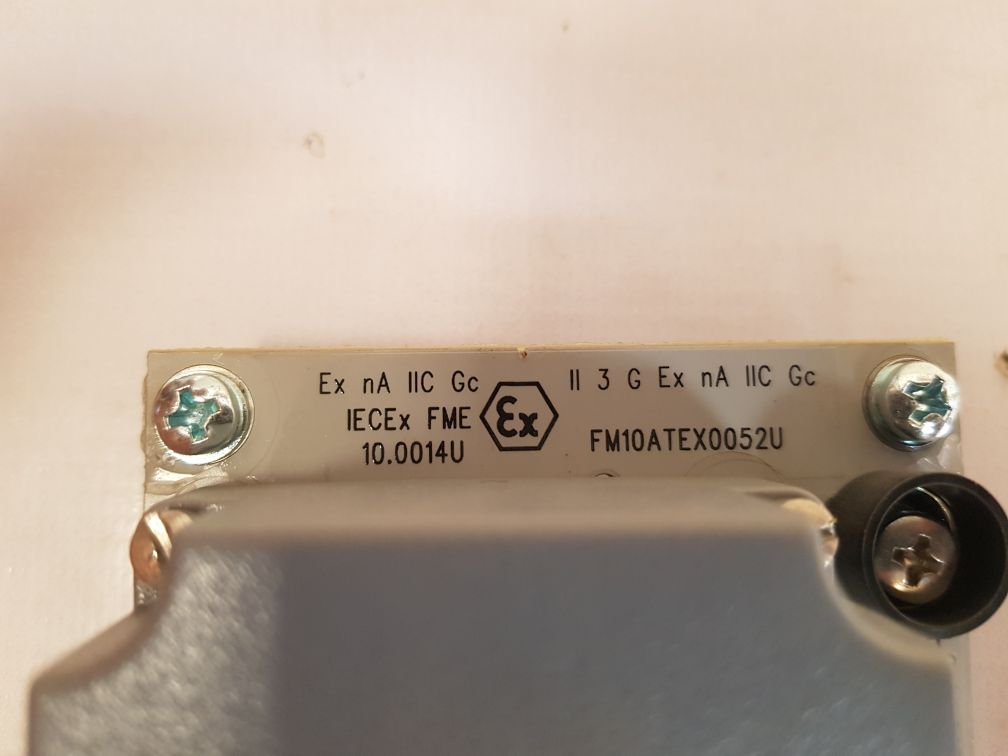 Ex nA IIC Gc
IECEx FME
10.0014U
Ex
II 3 G Ex nA IIC Gc
FM10ATEX0052U